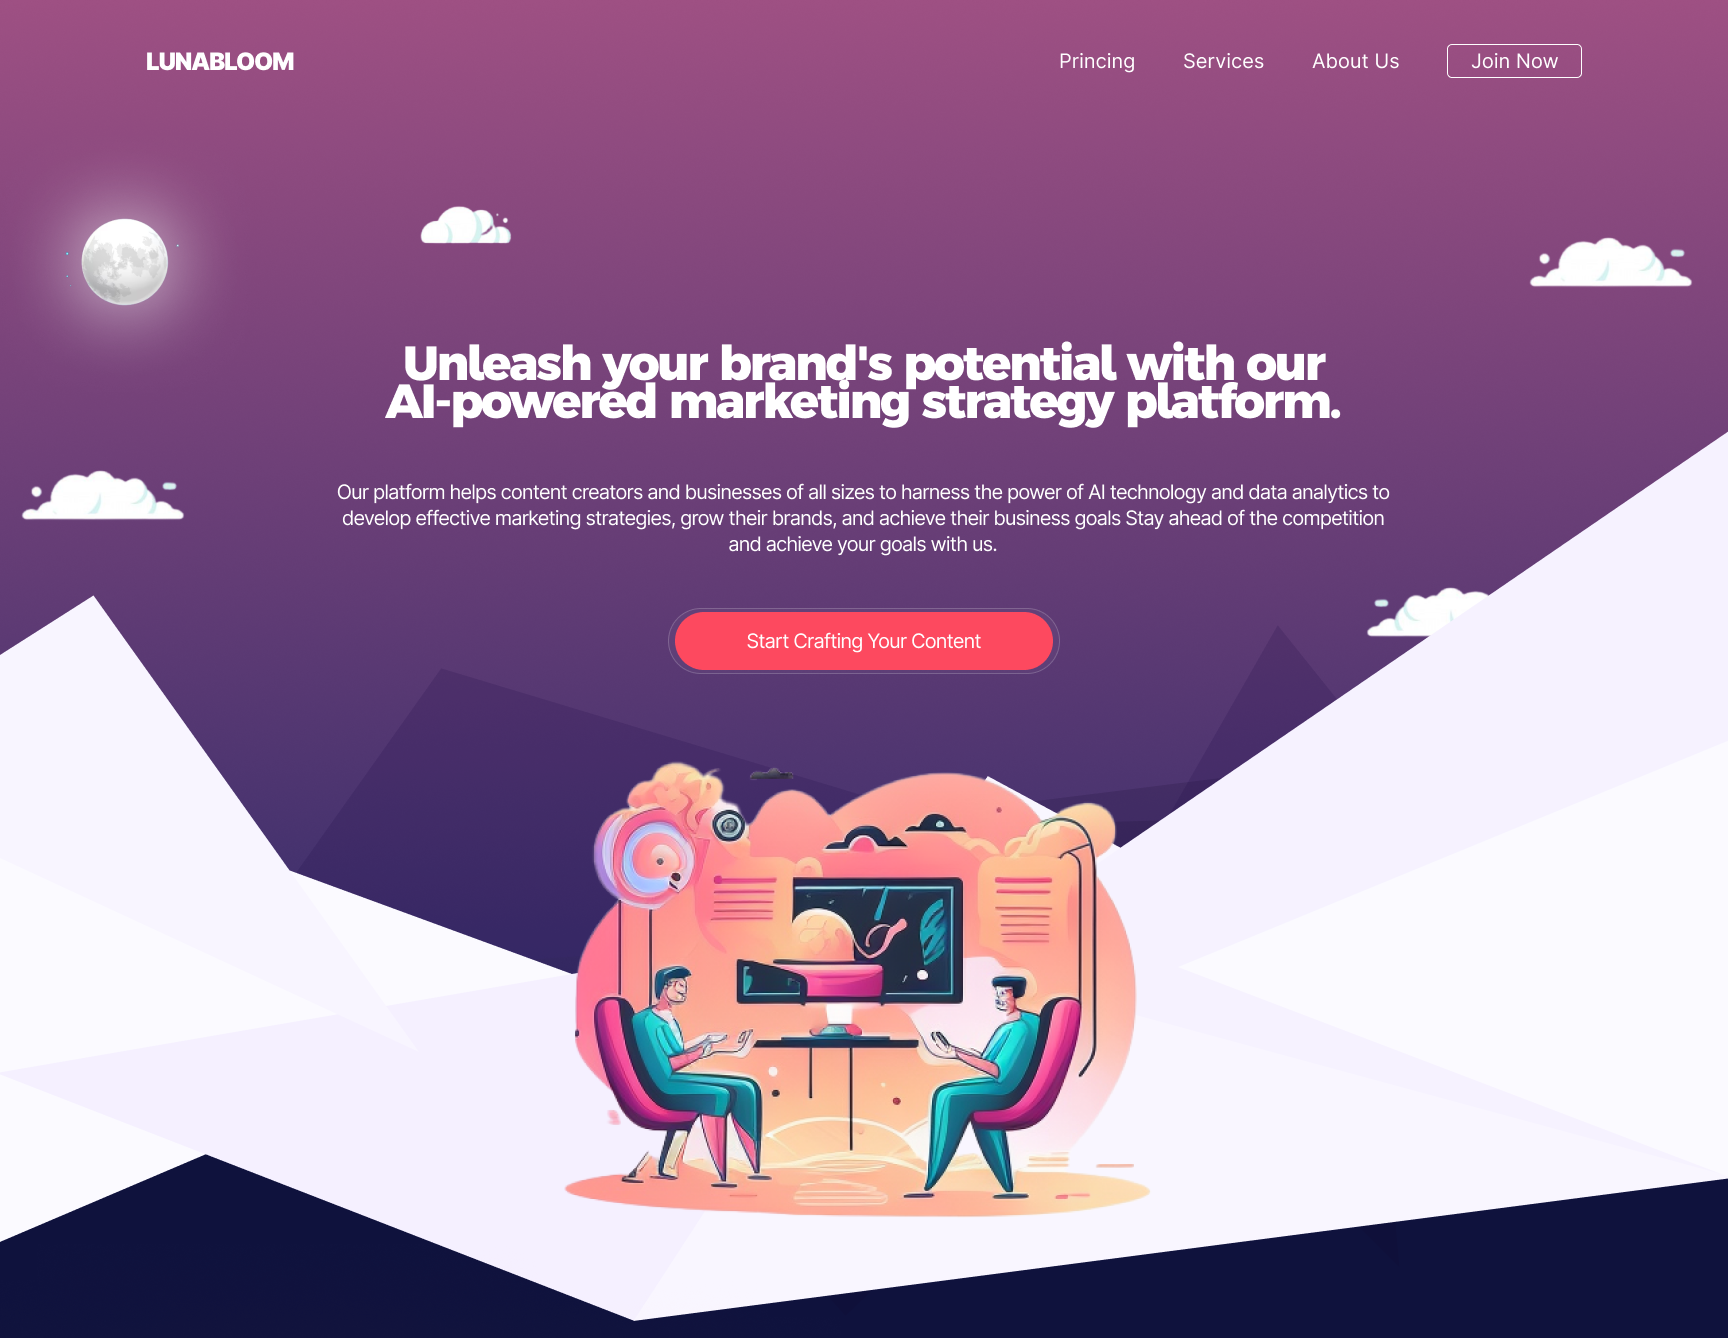 LUNABLOOM
Princing
Services
About Us
Join Now
Unleash your brand's potential with our
AI-powered marketing strategy platform.
Our platform helps content creators and businesses of all sizes to harness the power of AI technology and data analytics to
develop effective marketing strategies, grow their brands, and achieve their business goals Stay ahead of the competition
and achieve your goals with us.
Start Crafting Your Content